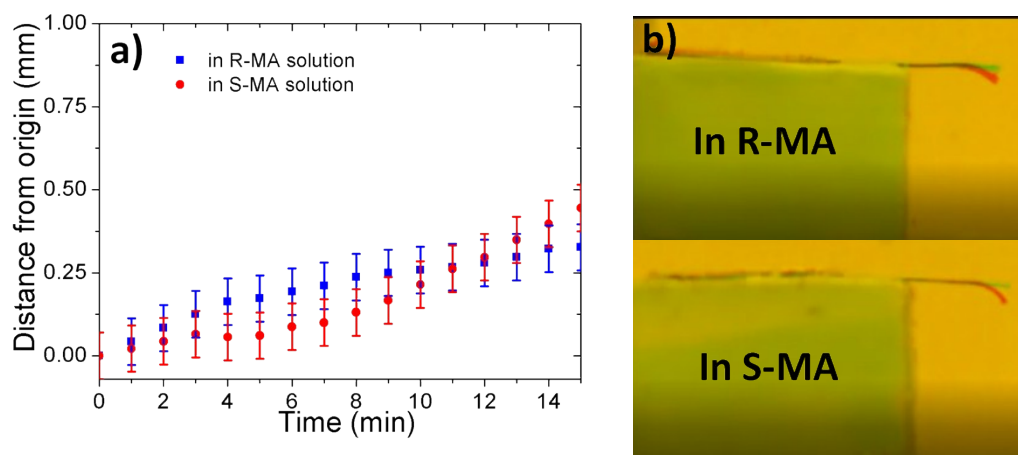 a)
in R-MA solution
in S-MA solution
Distance from origin (mm)
1.00
0.75
0.50
0.25
0.00
0 2 4 6 8 10 12 14
Time (min)
b)
In R-MA
In S-MA